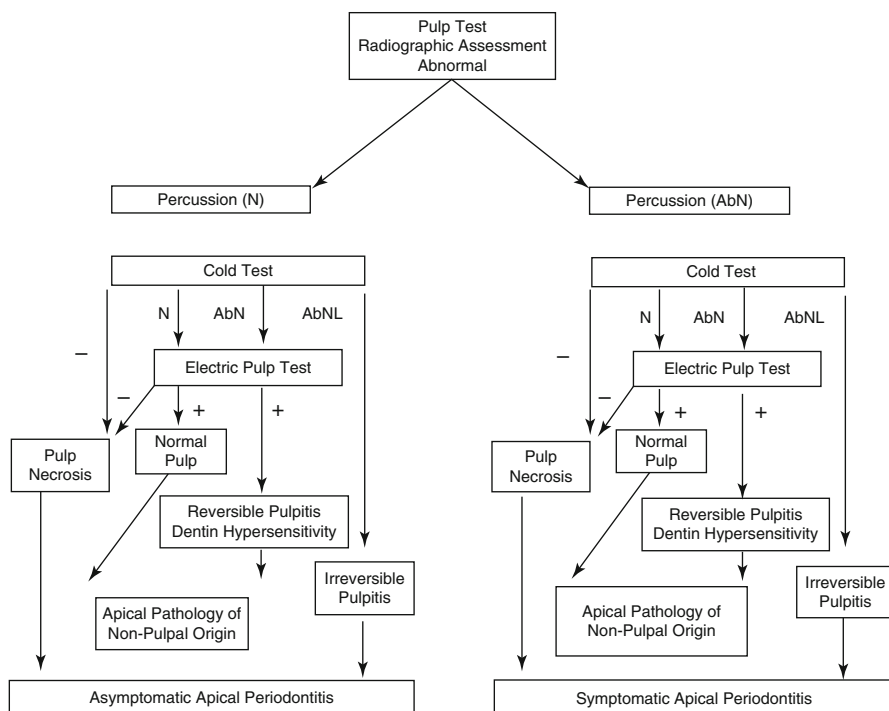 Pulp Test
Radiographic Assessment
Abnormal
Percussion (N)
Percussion (AbN)
Cold Test
N
AbN
AbNL
–
Electric Pulp Test
–
+
+
Pulp
Necrosis
Normal
Pulp
Reversible Pulpitis
Dentin Hypersensitivity
Irreversible
Pulpitis
Apical Pathology of
Non-Pulpal Origin
Asymptomatic Apical Periodontitis
Cold Test
N
AbN
AbNL
–
Electric Pulp Test
–
+
+
Pulp
Necrosis
Normal
Pulp
Reversible Pulpitis
Dentin Hypersensitivity
Irreversible
Pulpitis
Apical Pathology of
Non-Pulpal Origin
Symptomatic Apical Periodontitis